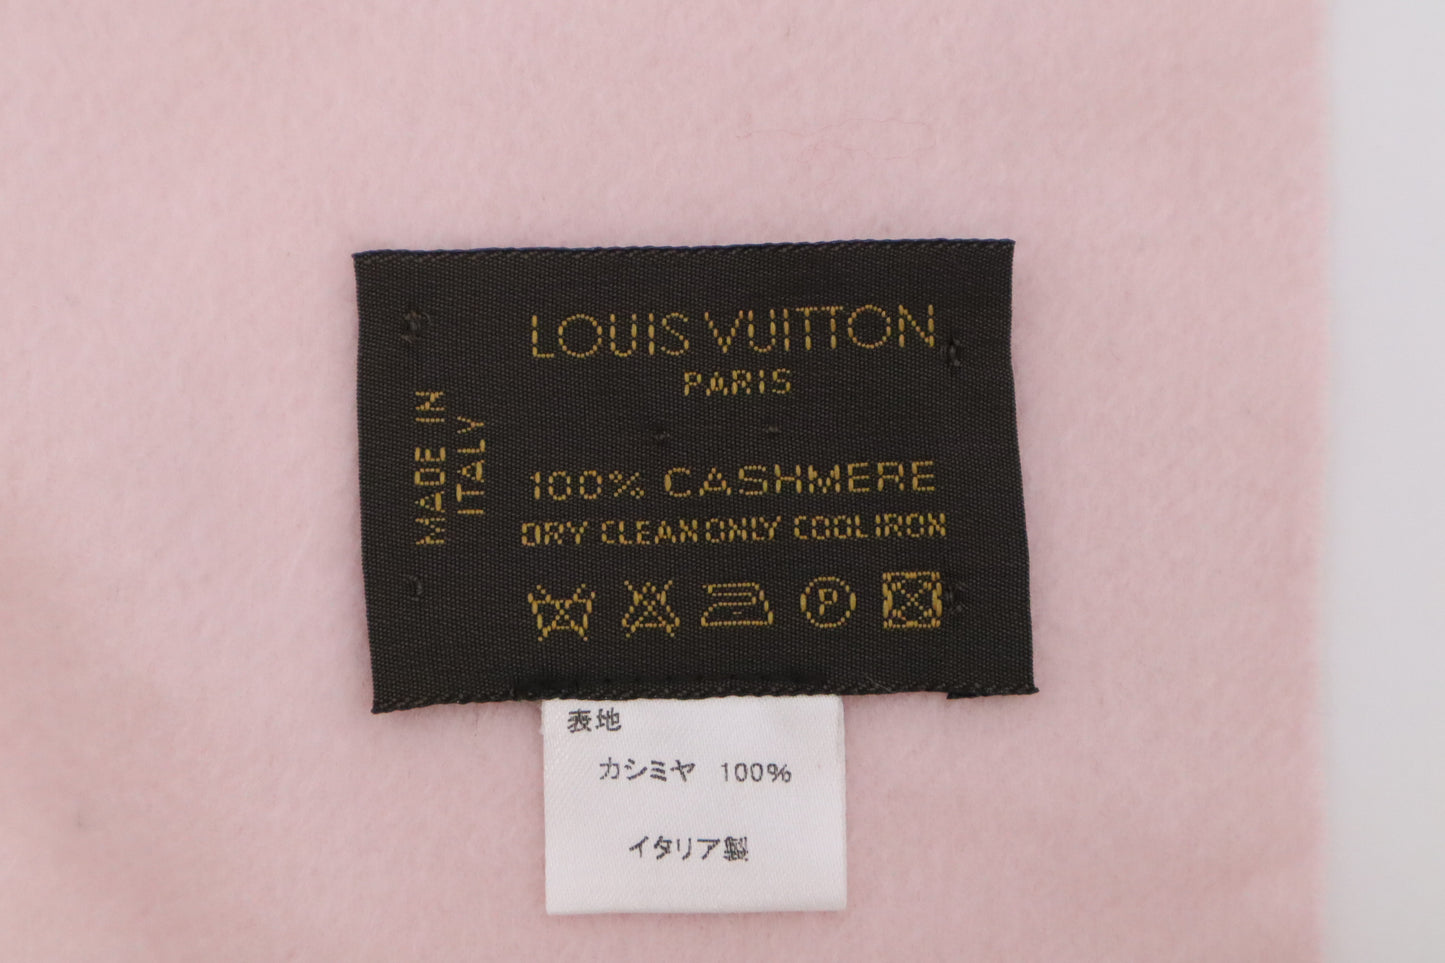 LOUIS VUITTON
PARIS
MADE IN
ITALY
100% CASHMERE
DRY CLEAN ONLY COOL IRON
P
表地
カシミヤ 100%
イタリア製